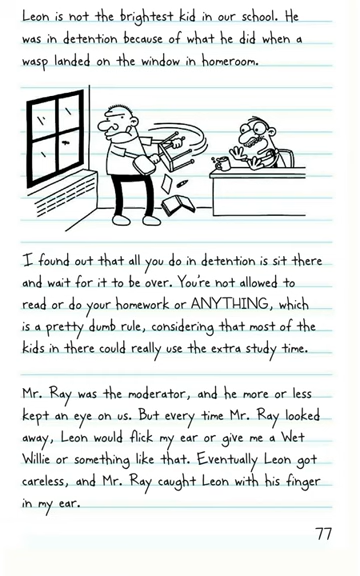 Leon is not the brightest kid in our school. He
was in detention because of what he did when a
wasp landed on the window in homeroom.
I found out that all you do in detention is sit there
and wait for it to be over. You're not allowed to
read or do your homework or ANYTHING, which
is a pretty dumb rule, considering that most of the
kids in there could really use the extra study time.
Mr. Ray was the moderator, and he more or less
kept an eye on us. But every time Mr. Ray looked
away, Leon would flick my ear or give me a Wet
Willie or something like that. Eventually Leon got
careless, and Mr. Ray caught Leon with his finger
in my ear.
77